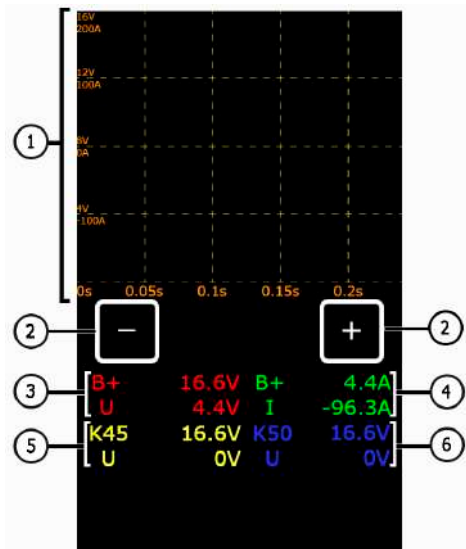 16V
200A
12V
100A
8V
0A
4V
-100A
0s 0.05s 0.1s 0.15s 0.2s
1
2 − + 2
3 B+ 16.6V B+ 4.4A 4
U 4.4V I -96.3A
5 K45 16.6V K50 16.6V 6
U 0V U 0V